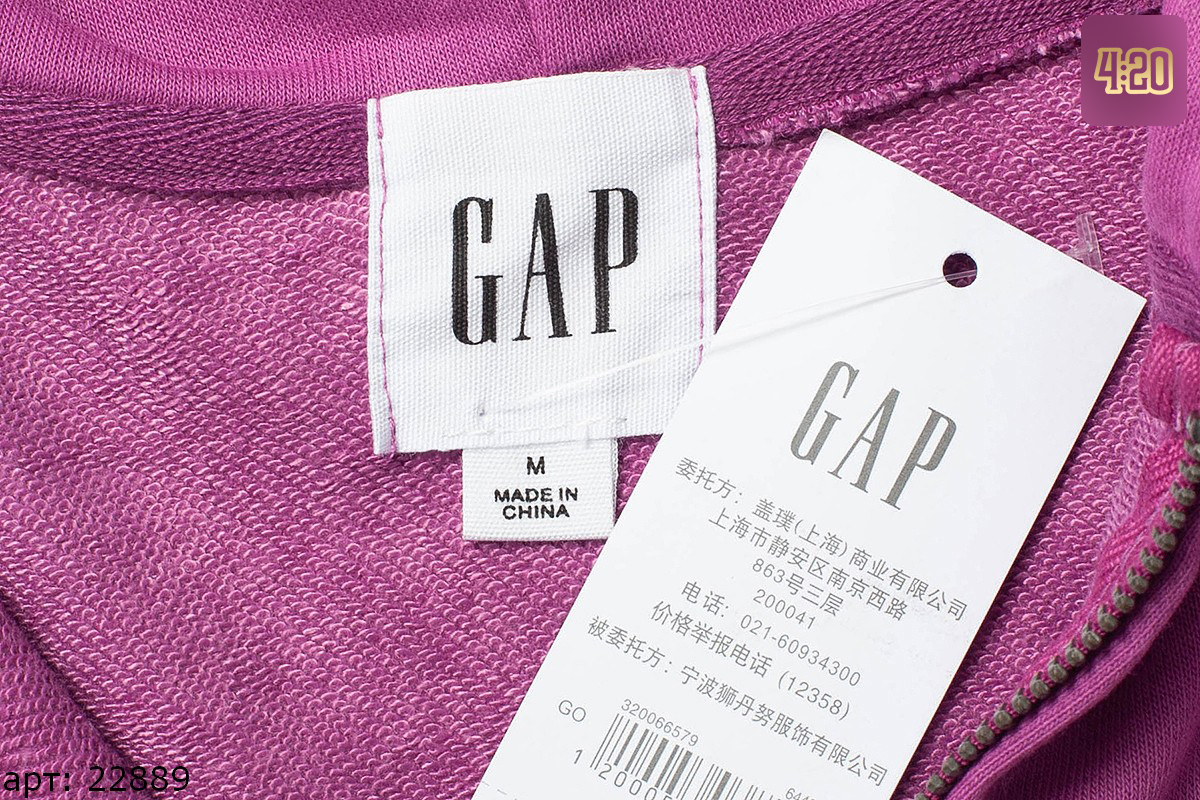 4:20
GAP
M
MADE IN
CHINA
GAP
委托方：盖璞(上海)商业有限公司
上海市静安区南京西路
863号三层
200041
电话：021-60934300
价格举报电话 (12358)
被委托方：宁波狮丹努服饰有限公司
320066579
GO
1
арт: 22889